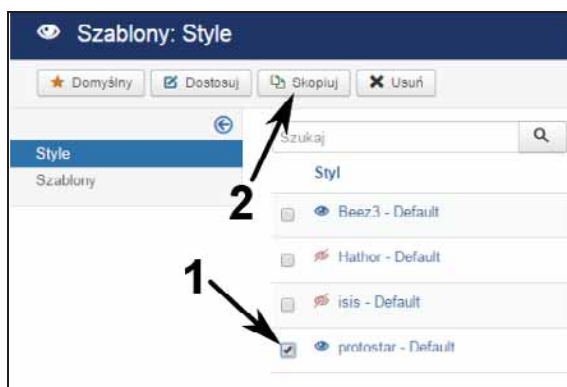 Szablony: Style
Domyślny Dostosuj Skopiuj Usuń
Szukaj
Style
Szablony
Styl
2
Beez3 - Default
Hathor - Default
1
isis - Default
protostar - Default